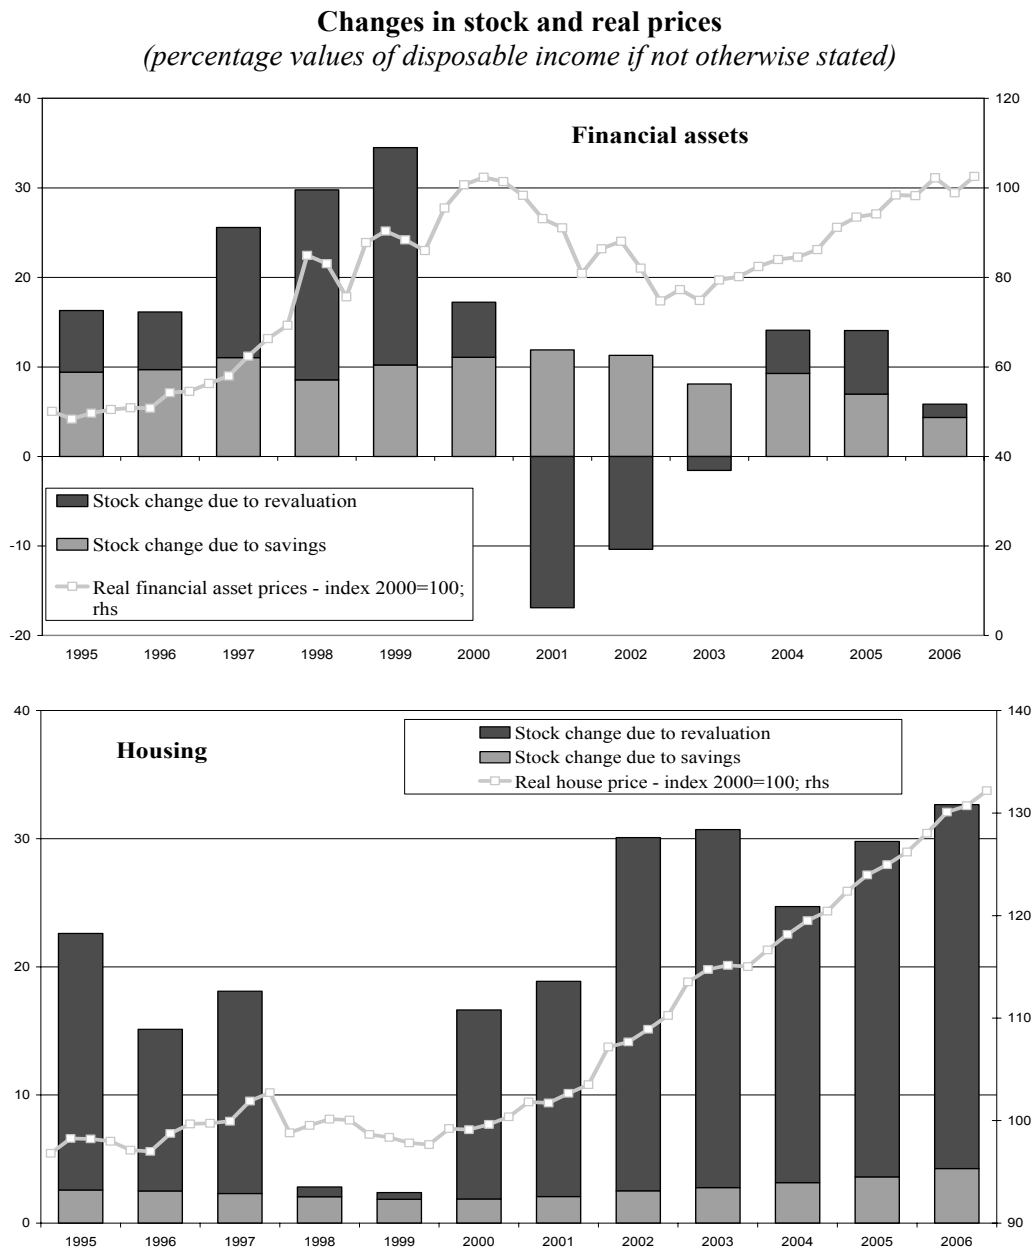 Changes in stock and real prices
(percentage values of disposable income if not otherwise stated)
40
120
Financial assets
30
100
20
80
10
60
0
40
Stock change due to revaluation
-10
Stock change due to savings
20
Real financial asset prices - index 2000=100;
rhs
-20
0
1995 1996 1997 1998 1999 2000 2001 2002 2003 2004 2005 2006
40
140
Housing
Stock change due to revaluation
Stock change due to savings
Real house price - index 2000=100; rhs
130
30
120
20
110
10
100
0
90
1995 1996 1997 1998 1999 2000 2001 2002 2003 2004 2005 2006